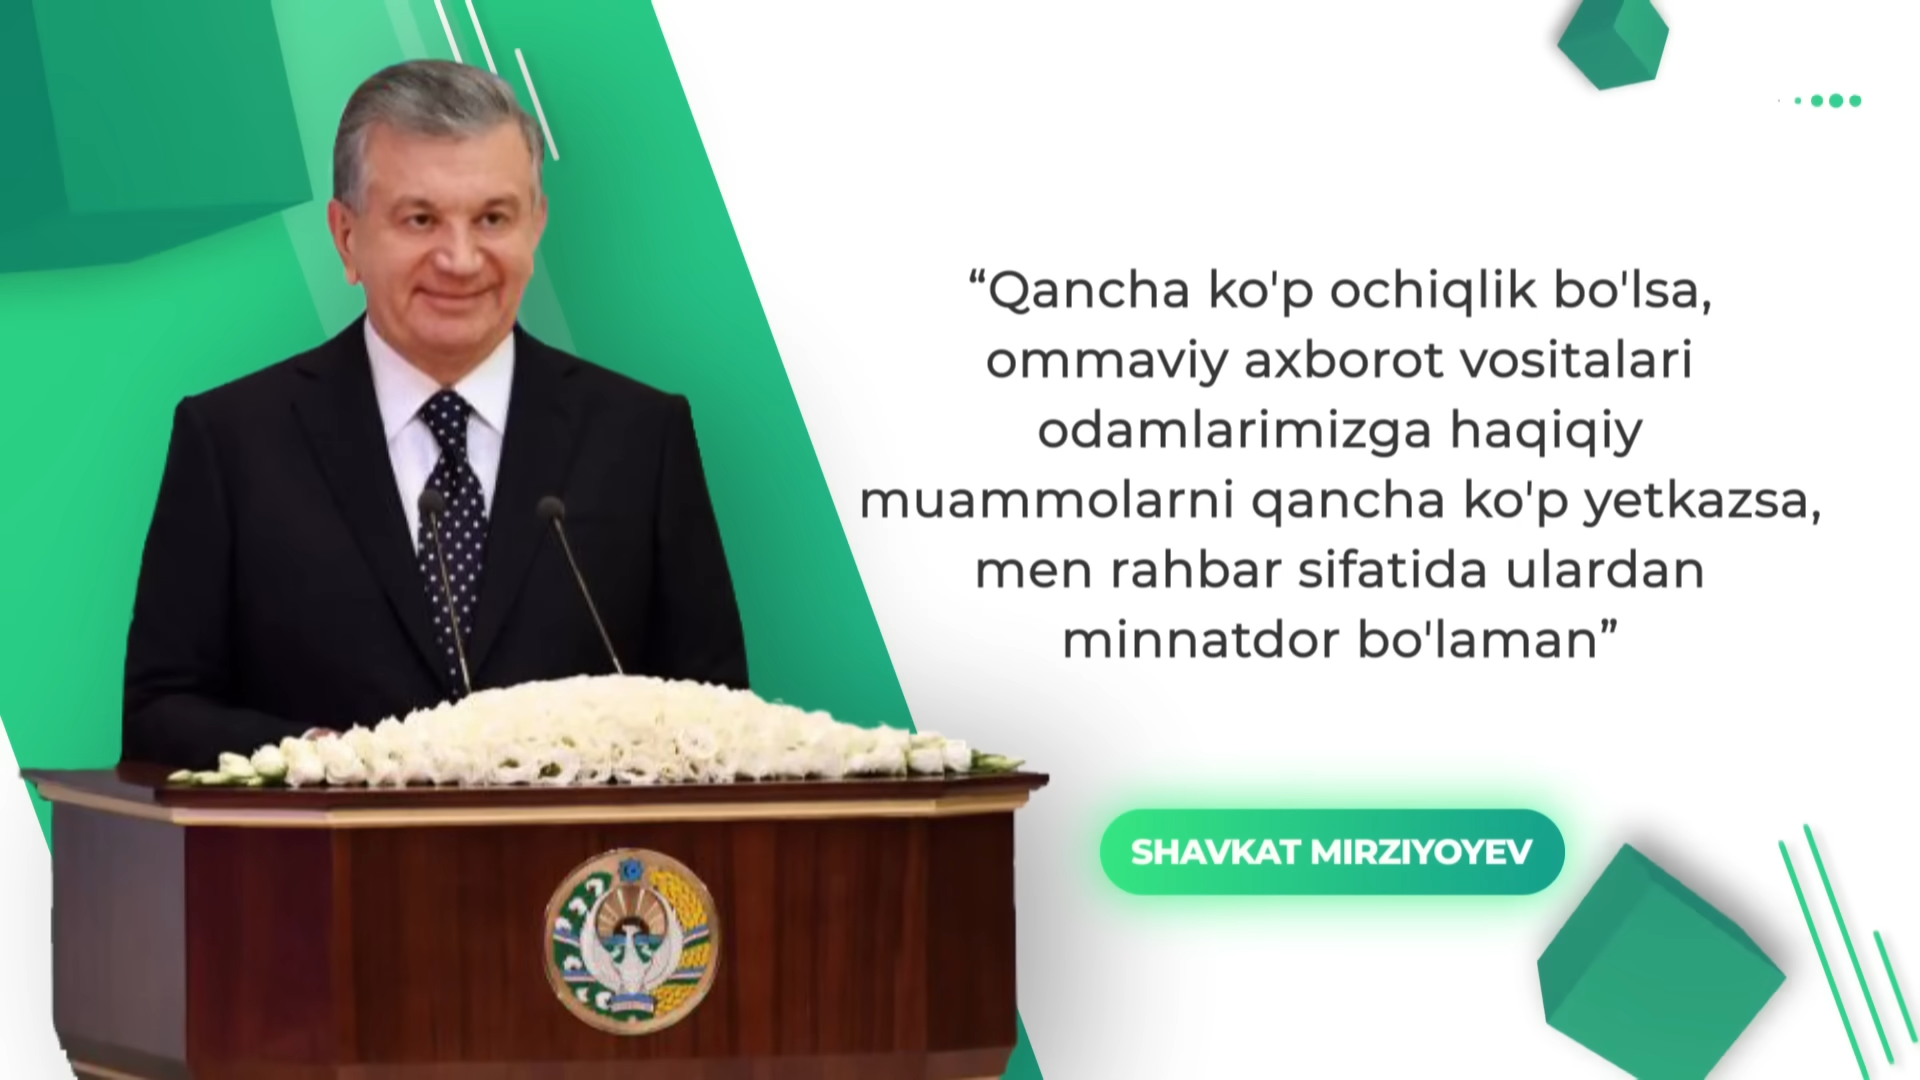 “Qancha ko'p ochiqlik bo'lsa,
ommaviy axborot vositalari
odamlarimizga haqiqiy
muammolarni qancha ko'p yetkazsa,
men rahbar sifatida ulardan
minnatdor bo'laman”
SHAVKAT MIRZIYOYEV